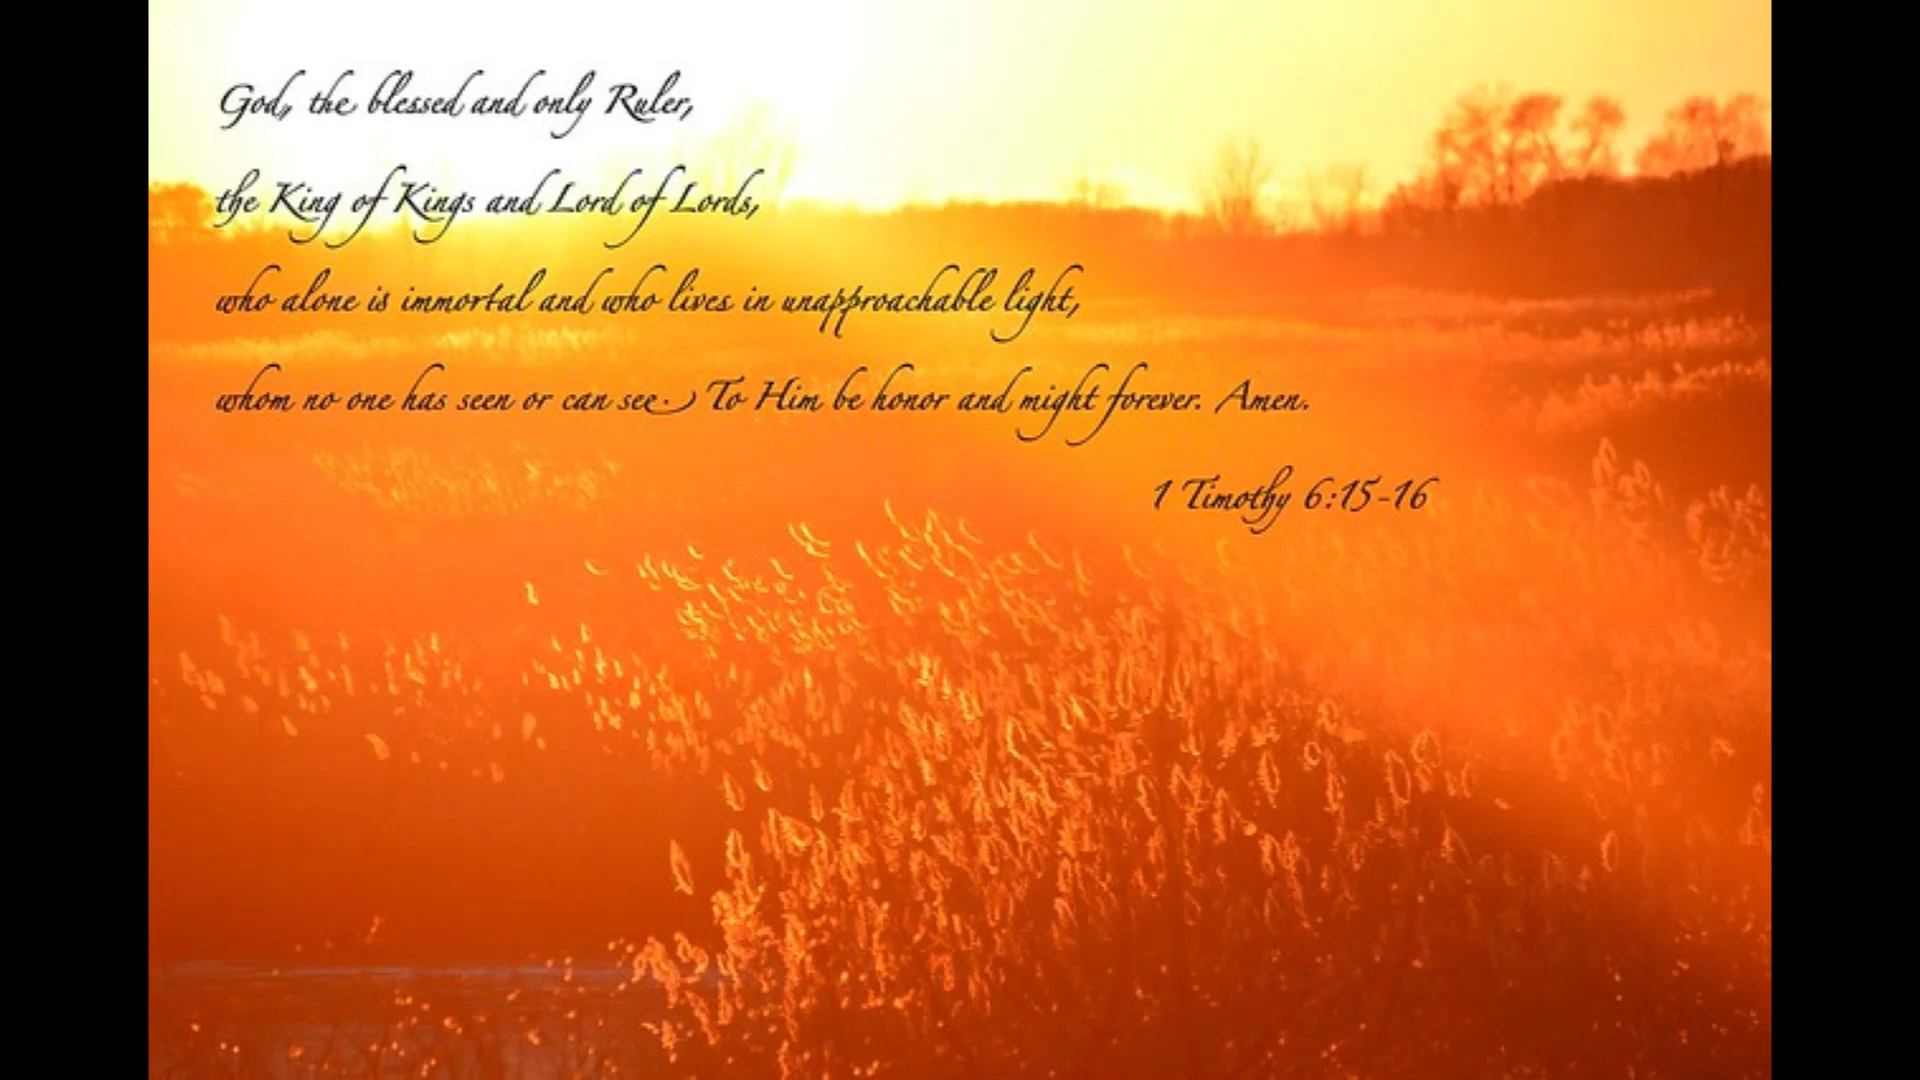 God, the blessed and only Ruler,
the King of Kings and Lord of Lords,
who alone is immortal and who lives in unapproachable light,
whom no one has seen or can see. To Him be honor and might forever. Amen.
1 Timothy 6:15-16